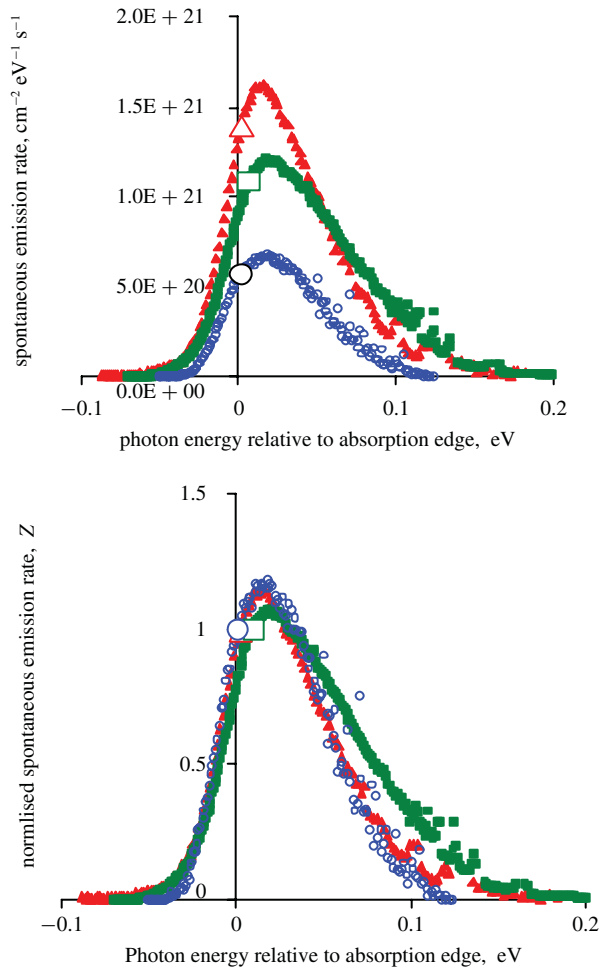 2.0E + 21
1.5E + 21
1.0E + 21
5.0E + 20
0.0E + 00
spontaneous emission rate, cm⁻² eV⁻¹ s⁻¹
−0.1 0 0.1 0.2
photon energy relative to absorption edge, eV
1.5
1
0.5
0
normlised spontaneous emission rate, Z
−0.1 0 0.1 0.2
Photon energy relative to absorption edge, eV